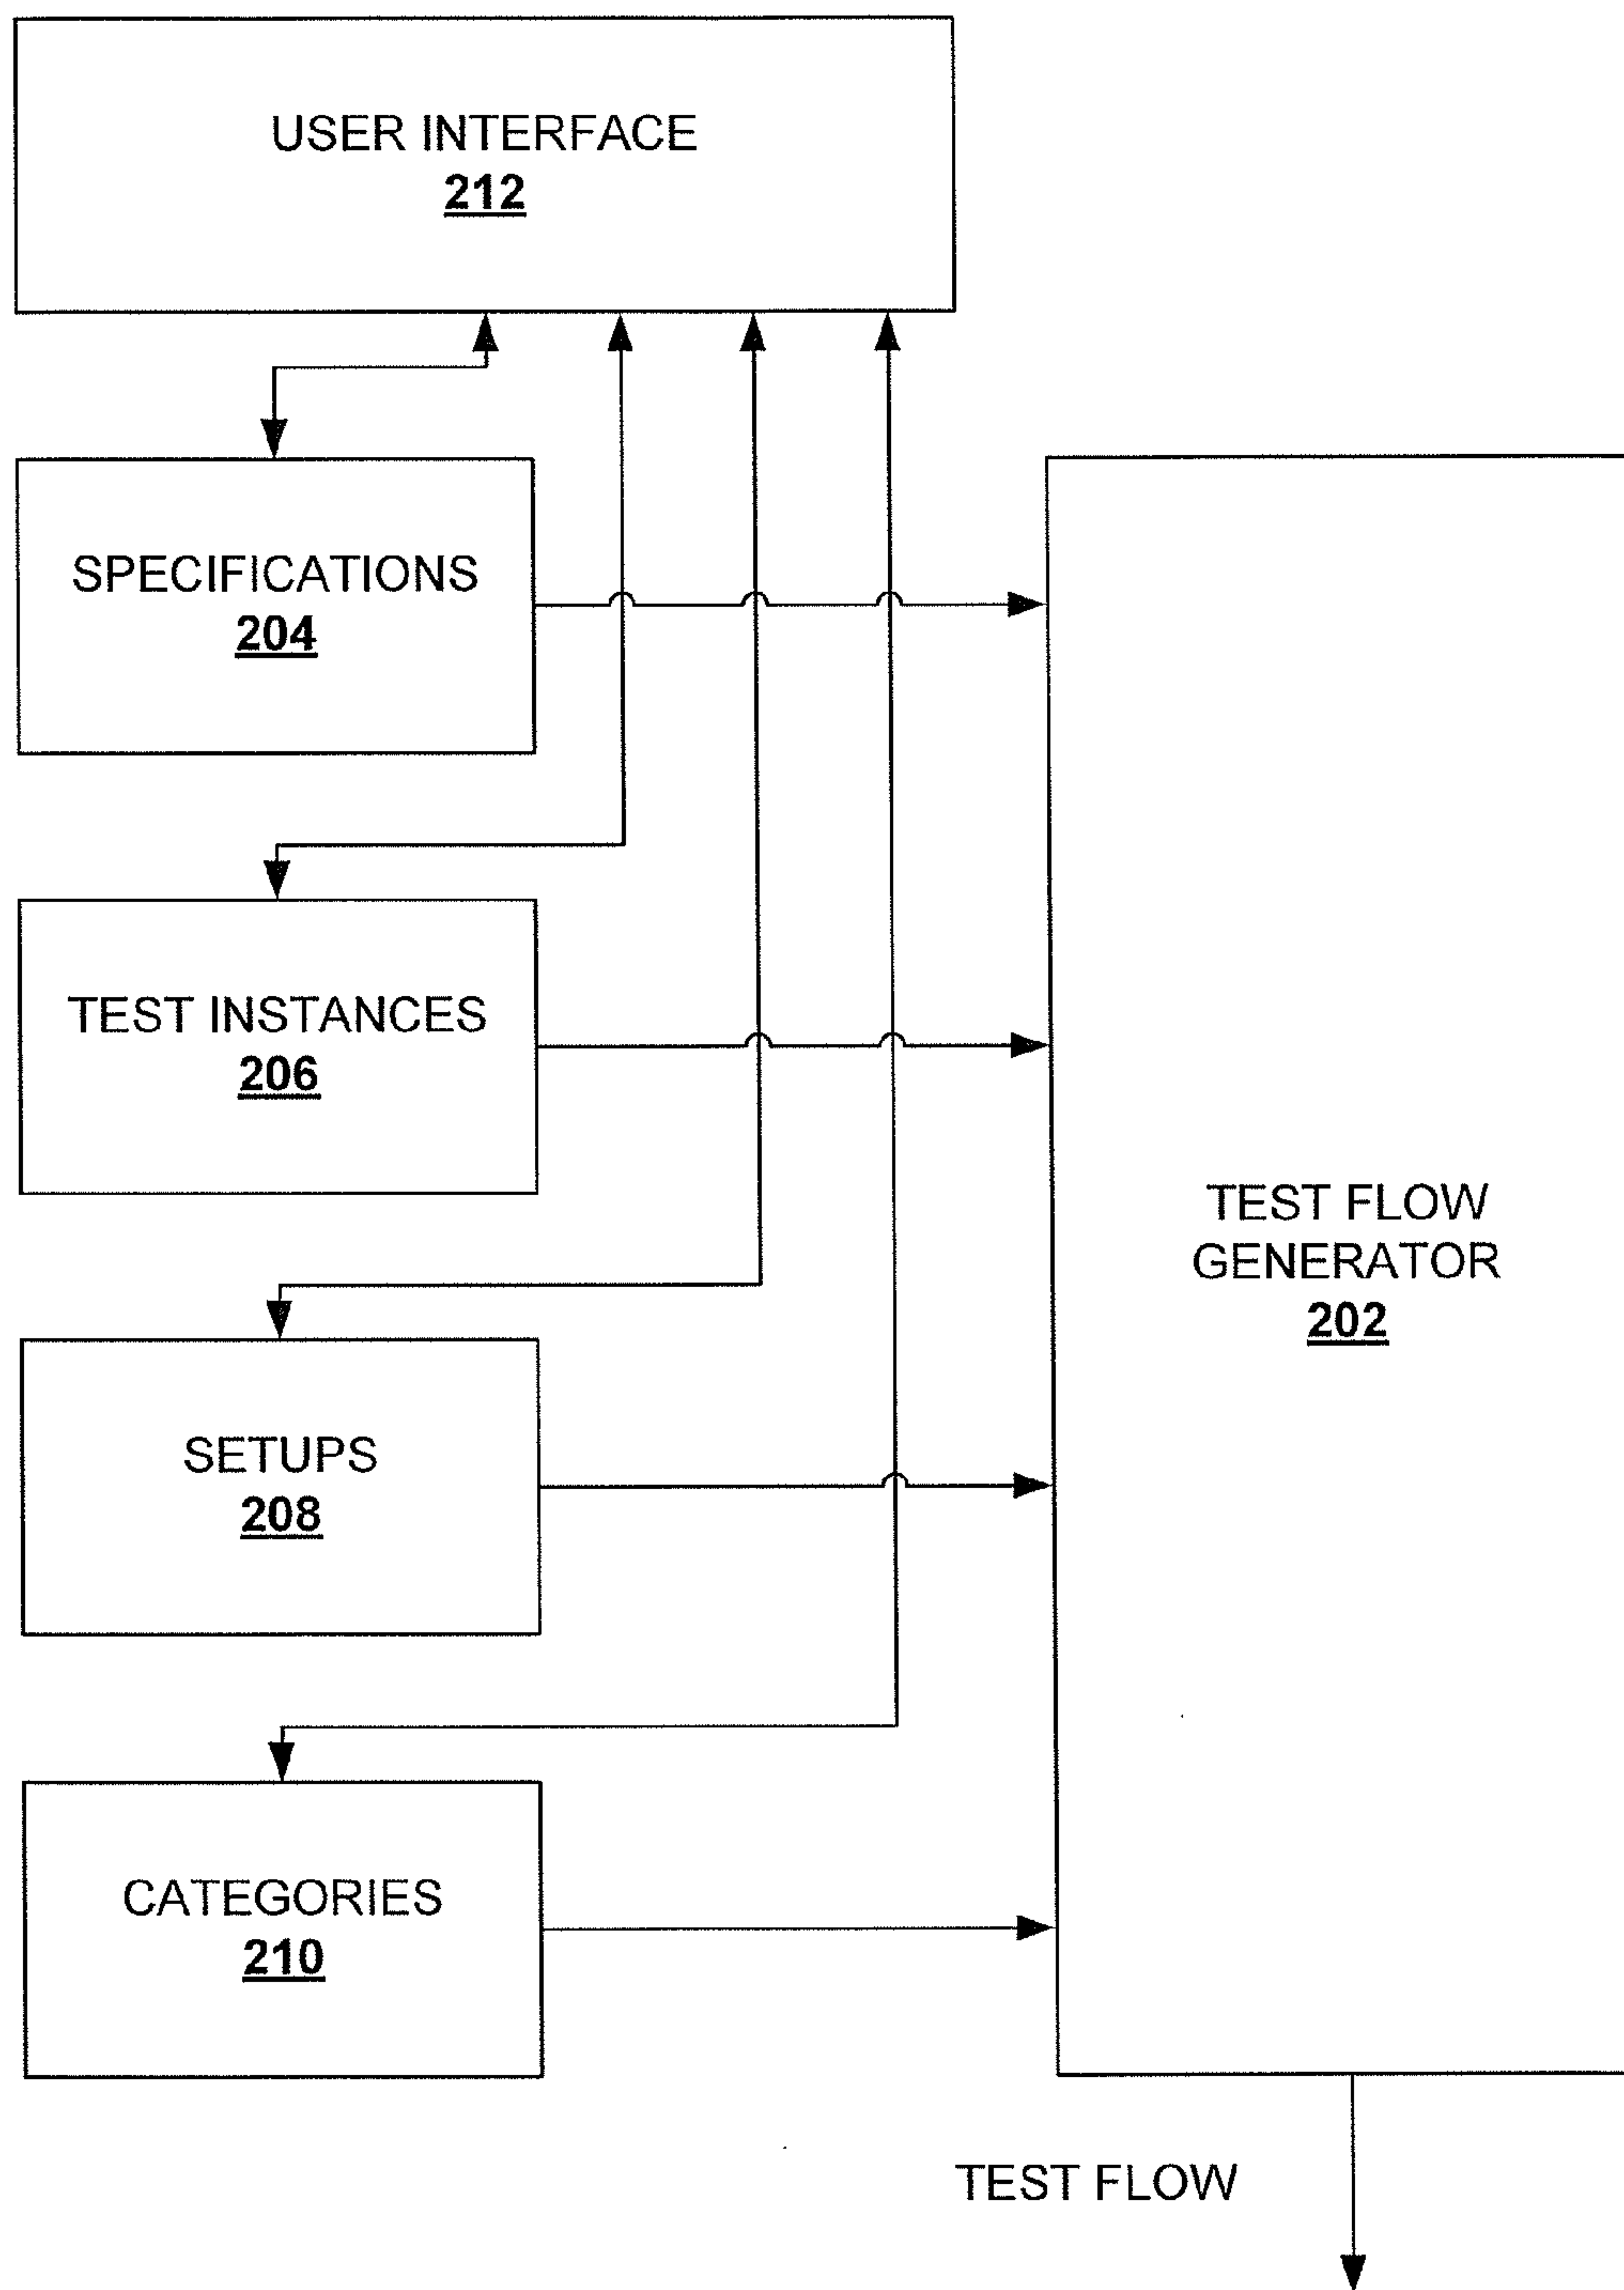 USER INTERFACE
212
SPECIFICATIONS
204
TEST INSTANCES
206
TEST FLOW
GENERATOR
202
SETUPS
208
CATEGORIES
210
TEST FLOW